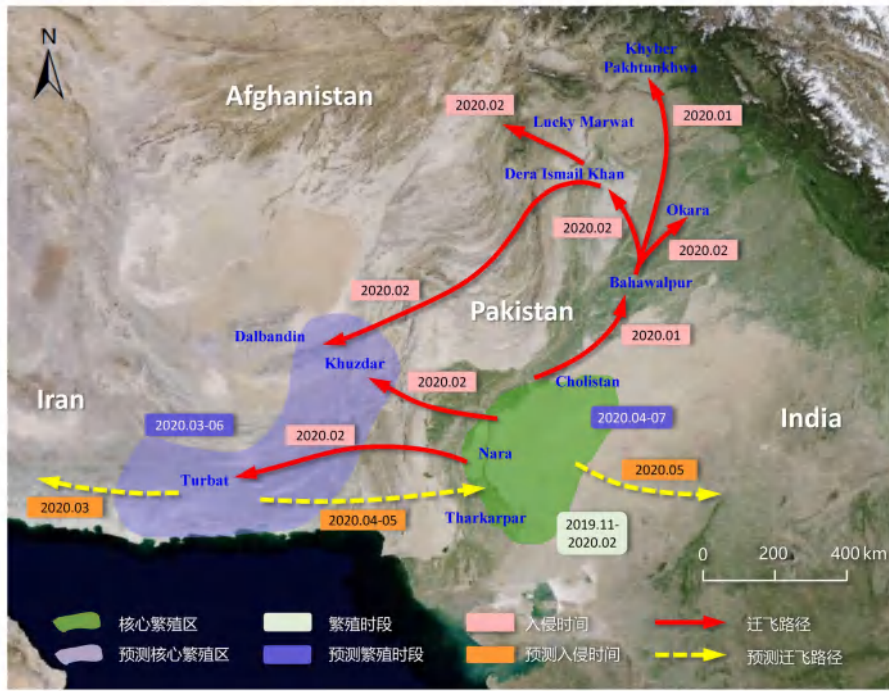 N
Khyber
Pakhtunkhwa
Afghanistan
2020.02
Lucky Marwat
2020.01
Dera Ismail Khan
Okara
2020.02
2020.02
Bahawalpur
2020.02
Pakistan
Dalbandin
2020.01
Khuzdar
2020.02
Cholistan
Iran
India
2020.03-06
2020.04-07
2020.02
Nara
Turbat
2020.05
2020.03
2020.04-05
Tharkarpar
2019.11-
2020.02
0 200 400 km
核心繁殖区 繁殖时段 入侵时间 迁飞路径
预测核心繁殖区 预测繁殖时段 预测入侵时间 预测迁飞路径